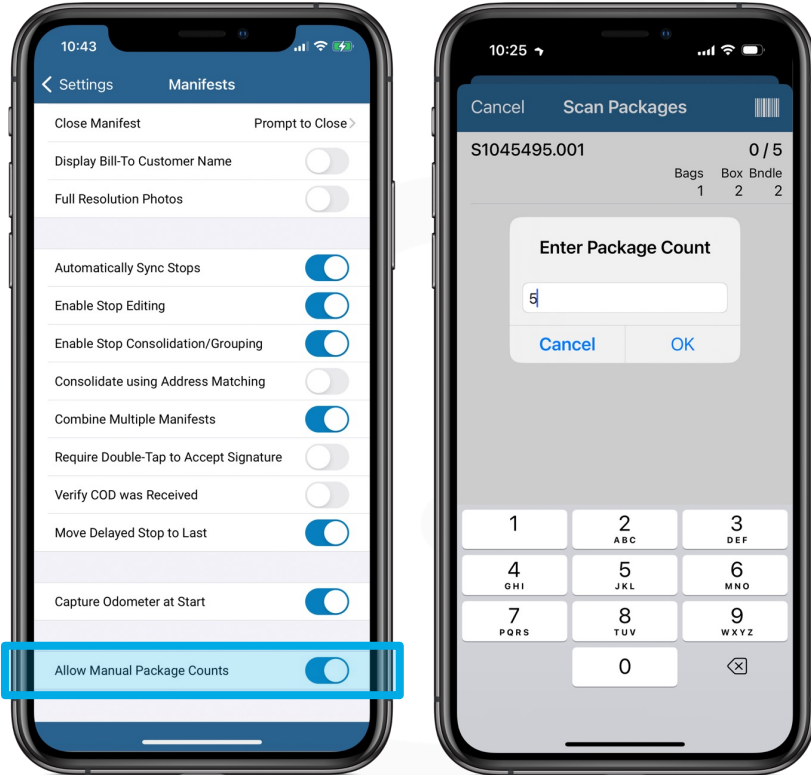 10:43
Settings Manifests
Close Manifest Prompt to Close
Display Bill-To Customer Name
Full Resolution Photos
Automatically Sync Stops
Enable Stop Editing
Enable Stop Consolidation/Grouping
Consolidate using Address Matching
Combine Multiple Manifests
Require Double-Tap to Accept Signature
Verify COD was Received
Move Delayed Stop to Last
Capture Odometer at Start
Allow Manual Package Counts
10:25
Cancel Scan Packages
S1045495.001 0 / 5
Bags Box Bndle
1 2 2
Enter Package Count
5
Cancel OK
1 2 3
ABC DEF
4 5 6
GHI JKL MNO
7 8 9
PQRS TUV WXYZ
0